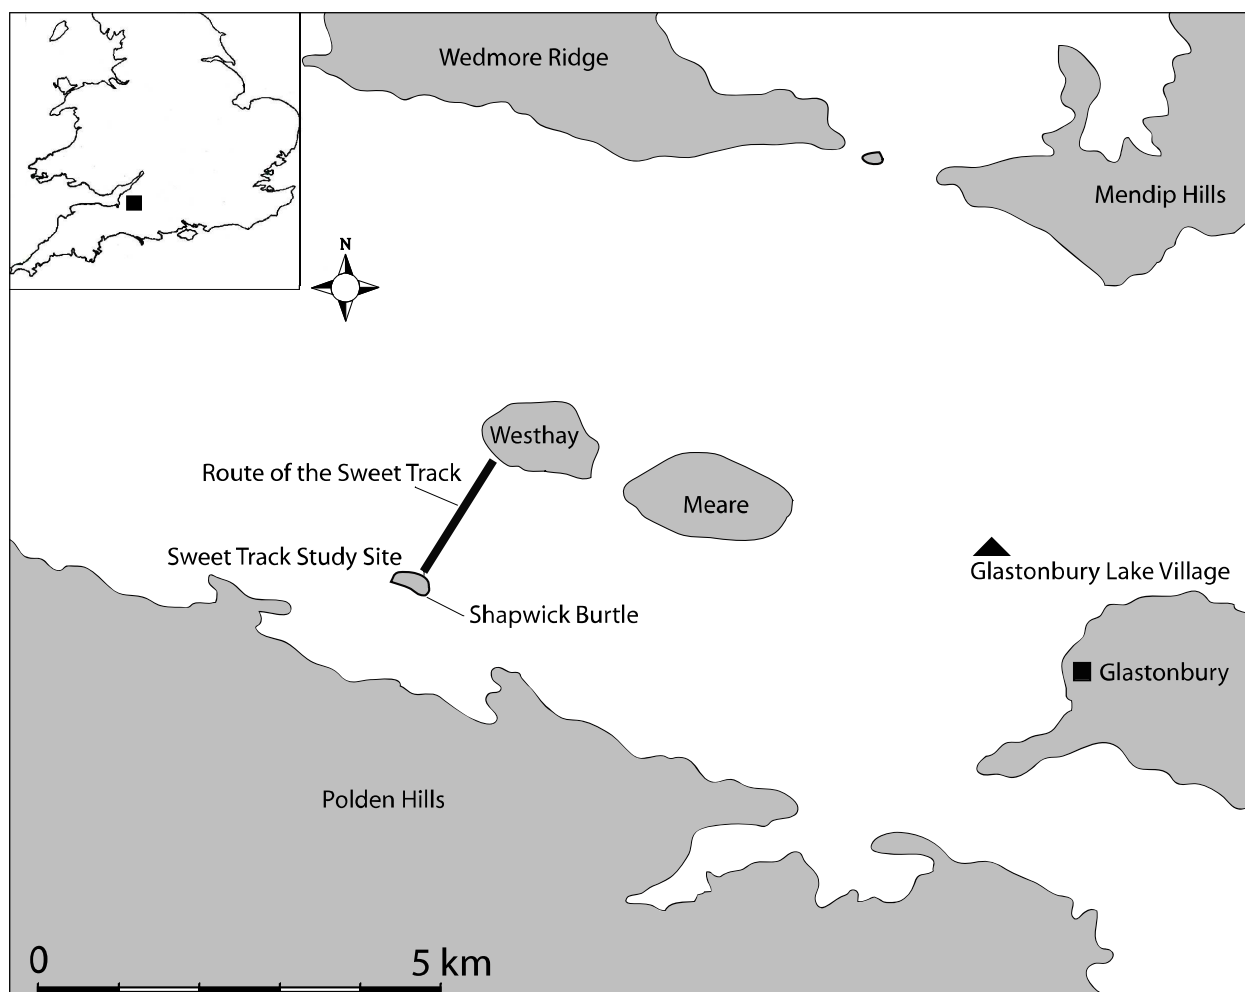 Wedmore Ridge
Mendip Hills
N
Westhay
Route of the Sweet Track
Meare
Sweet Track Study Site
Glastonbury Lake Village
Shapwick Burtle
Glastonbury
Polden Hills
0 5 km